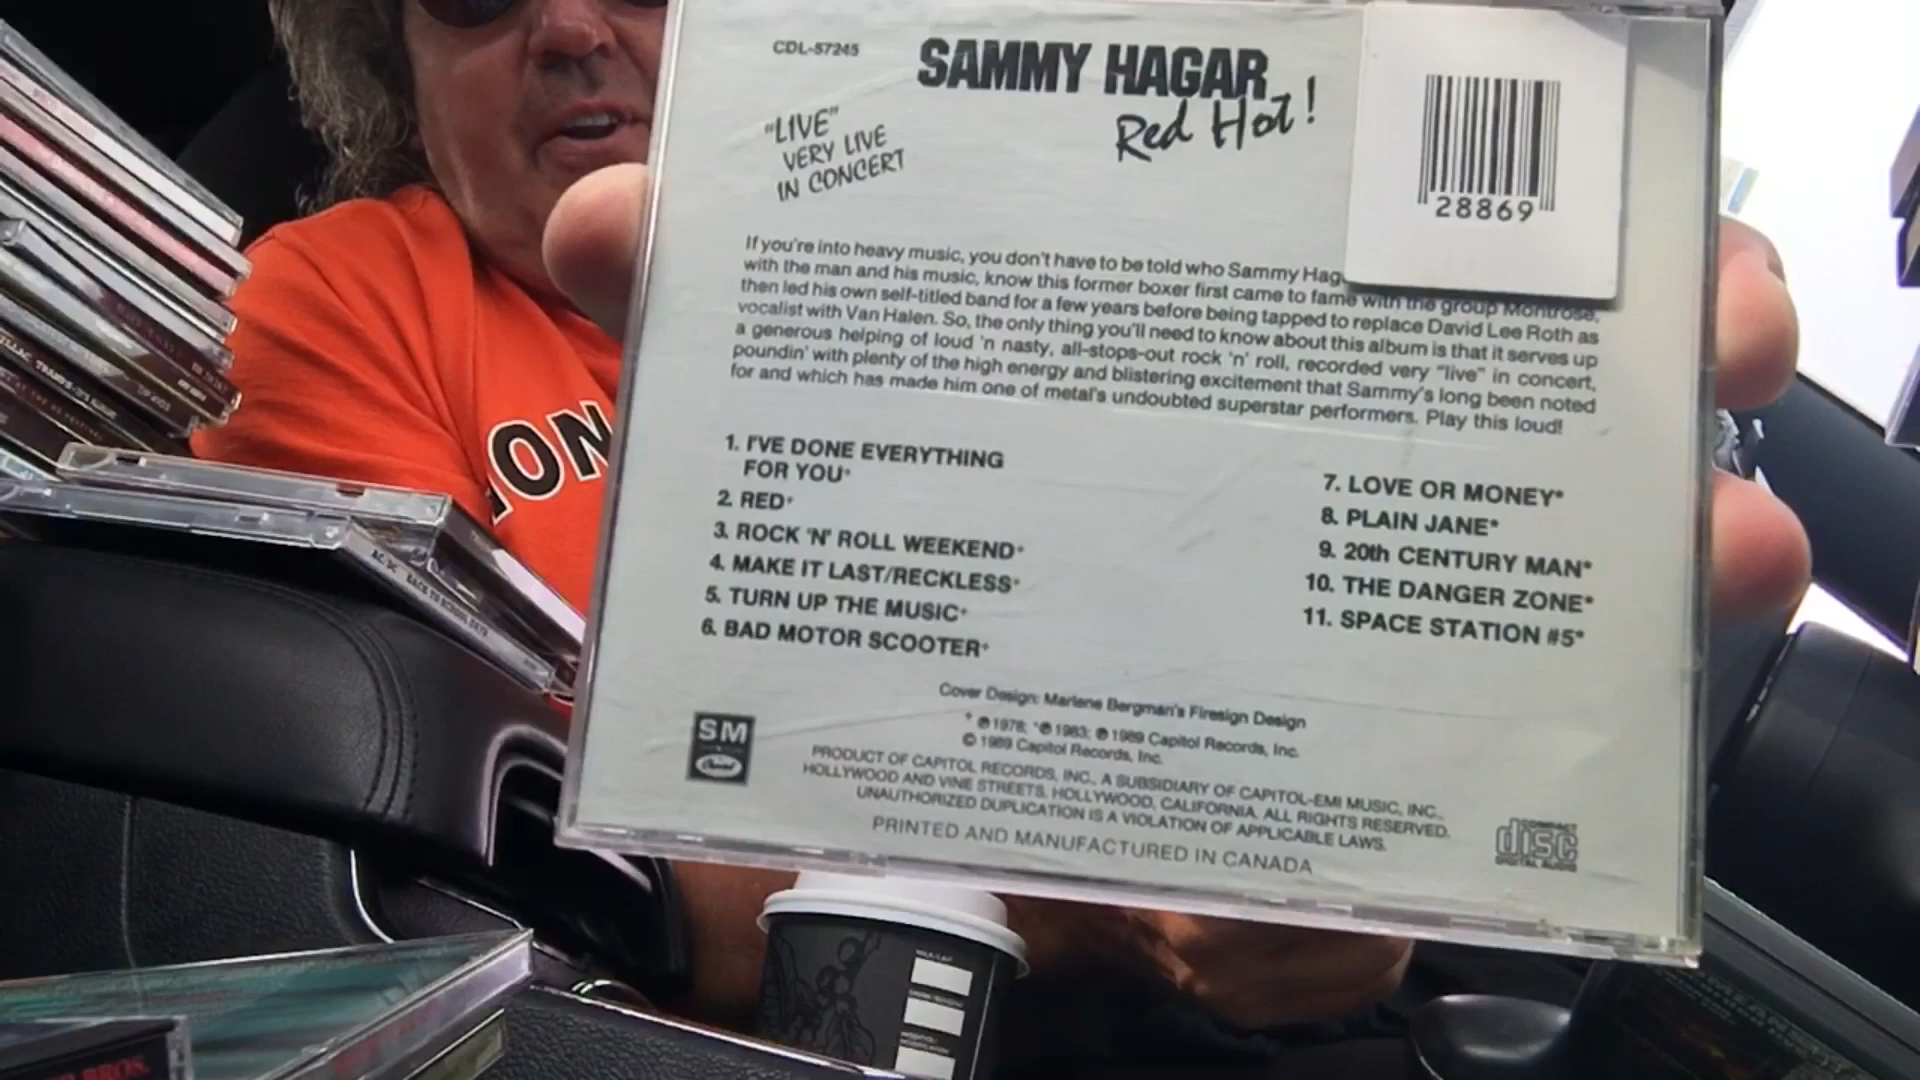 CDL-57245
SAMMY HAGAR
Red Hot!
"LIVE"
VERY LIVE
IN CONCERT
28869
If you're into heavy music, you don't have to be told who Sammy Hag
with the man and his music, know this former boxer first came to fame with the group Montrose,
then led his own self-titled band for a few years before being tapped to replace David Lee Roth as
vocalist with Van Halen. So, the only thing you'll need to know about this album is that it serves up
a generous helping of loud 'n nasty, all-stops-out rock 'n' roll, recorded very "live" in concert,
poundin' with plenty of the high energy and blistering excitement that Sammy's long been noted
for and which has made him one of metal's undoubted superstar performers. Play this loud!
1. I'VE DONE EVERYTHING
FOR YOU+
2. RED+
3. ROCK 'N' ROLL WEEKEND+
4. MAKE IT LAST/RECKLESS+
5. TURN UP THE MUSIC+
6. BAD MOTOR SCOOTER+
7. LOVE OR MONEY*
8. PLAIN JANE*
9. 20th CENTURY MAN*
10. THE DANGER ZONE*
11. SPACE STATION #5*
Cover Design: Marlene Bergman's Firesign Design
+ ℗ 1978; *℗ 1983; ℗ 1989 Capitol Records, Inc.
© 1989 Capitol Records, Inc.
PRODUCT OF CAPITOL RECORDS, INC., A SUBSIDIARY OF CAPITOL-EMI MUSIC, INC.,
HOLLYWOOD AND VINE STREETS, HOLLYWOOD, CALIFORNIA. ALL RIGHTS RESERVED.
UNAUTHORIZED DUPLICATION IS A VIOLATION OF APPLICABLE LAWS.
PRINTED AND MANUFACTURED IN CANADA
SM
Capitol
COMPACT
disc
DIGITAL AUDIO
ION
AC/DC BACK TO SCHOOL DAYS
BROS.